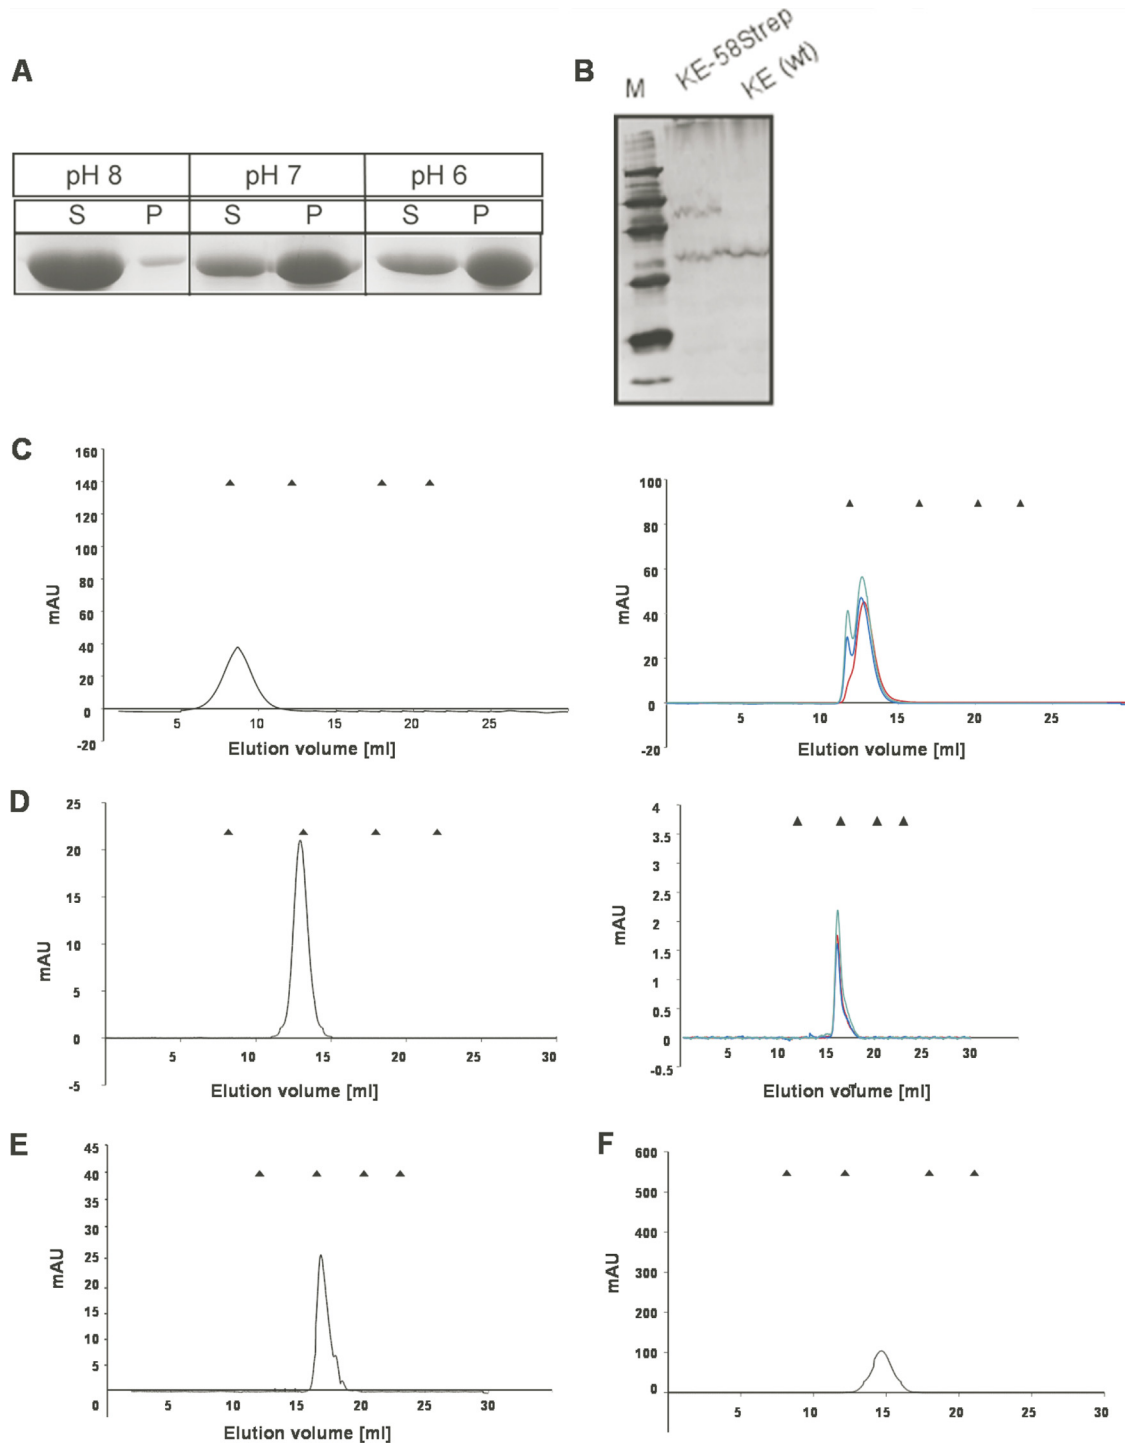 A
pH 8 pH 7 pH 6
S P S P S P
B
M KE-58Strep KE (wt)
C
160
140
120
100
80
60
40
20
0
-20
mAU
5 10 15 20 25
Elution volume [ml]
100
80
60
40
20
0
-20
mAU
5 10 15 20 25
Elution volume [ml]
D
25
20
15
10
5
0
-5
mAU
5 10 15 20 25 30
Elution volume [ml]
4
3.5
3
2.5
2
1.5
1
0.5
0
-0.5
mAU
5 10 15 20 25 30
Elution volume [ml]
E
45
40
35
30
25
20
15
10
5
0
mAU
5 10 15 20 25 30
Elution volume [ml]
F
600
500
400
300
200
100
0
mAU
5 10 15 20 25 30